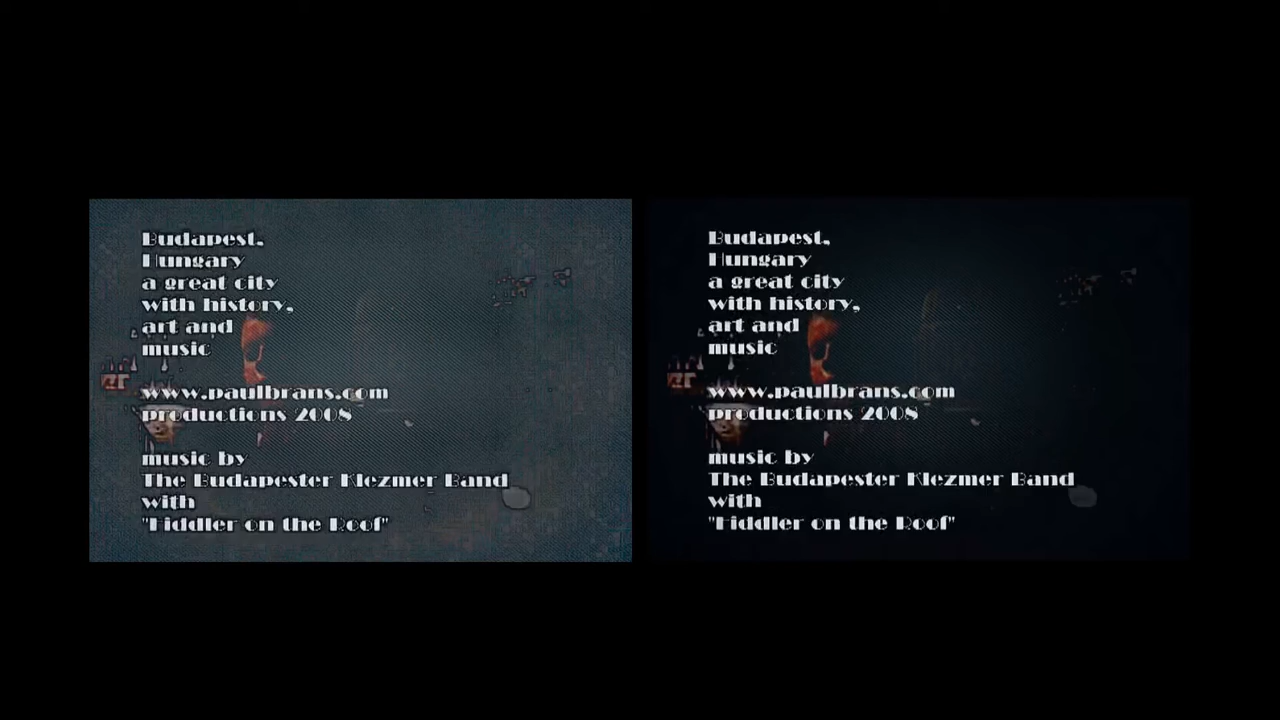 Budapest,
Hungary
a great city
with history,
art and
music
www.paulbrans.com
productions 2008
music by
The Budapester Klezmer Band
with
"Fiddler on the Roof"
Budapest,
Hungary
a great city
with history,
art and
music
www.paulbrans.com
productions 2008
music by
The Budapester Klezmer Band
with
"Fiddler on the Roof"